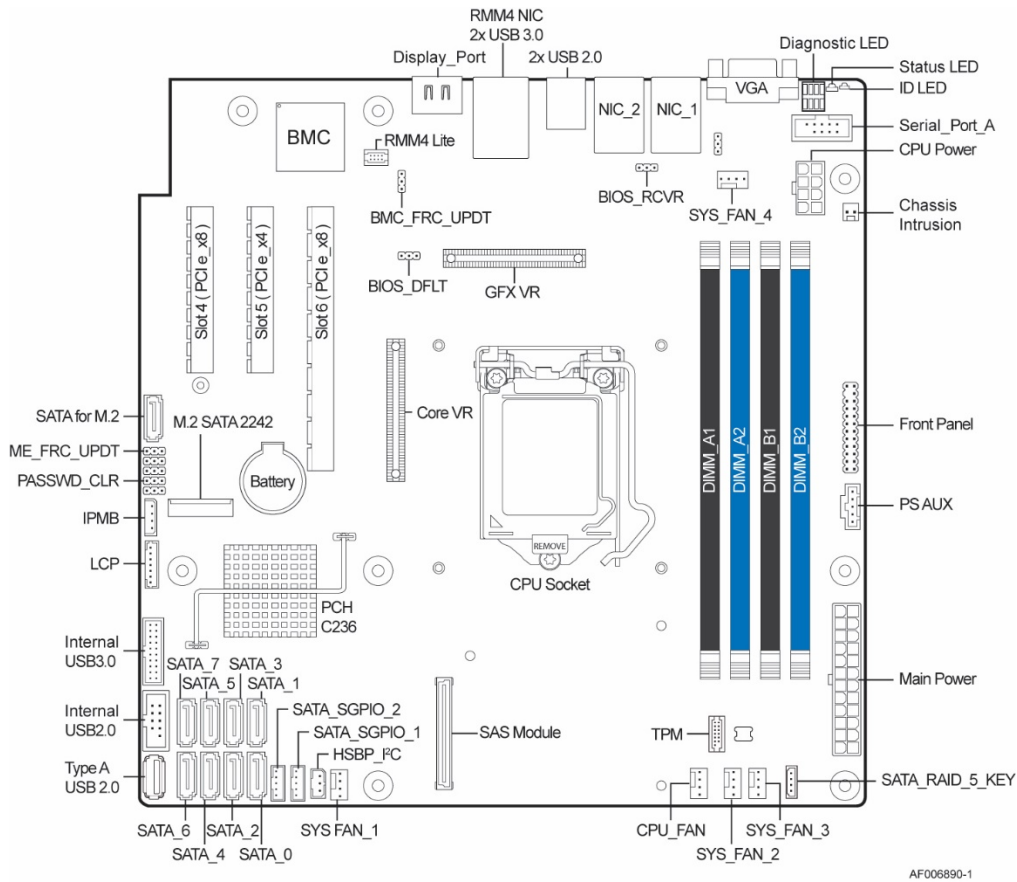 RMM4 NIC
2x USB 3.0
Display_Port
2x USB 2.0
Diagnostic LED
Status LED
ID LED
VGA
NIC_2
NIC_1
Serial_Port_A
BMC
RMM4 Lite
CPU Power
BIOS_RCVR
SYS_FAN_4
BMC_FRC_UPDT
Chassis
Intrusion
Slot 4 ( PCI e_x8)
Slot 5 ( PCI e_x4)
Slot 6 ( PCI e_x8)
BIOS_DFLT
GFX VR
SATA for M.2
M.2 SATA 2242
Core VR
ME_FRC_UPDT
PASSWD_CLR
Battery
DIMM_A1
DIMM_A2
DIMM_B1
DIMM_B2
Front Panel
IPMB
PS AUX
LCP
REMOVE
CPU Socket
PCH
C236
Internal
USB3.0
SATA_7
SATA_3
SATA_5
SATA_1
Main Power
Internal
USB2.0
SATA_SGPIO_2
SATA_SGPIO_1
HSBP_I²C
SAS Module
TPM
Type A
USB 2.0
SATA_RAID_5_KEY
SATA_6
SATA_2
SYS FAN_1
CPU_FAN
SYS_FAN_3
SATA_4
SATA_0
SYS_FAN_2
AF006890-1